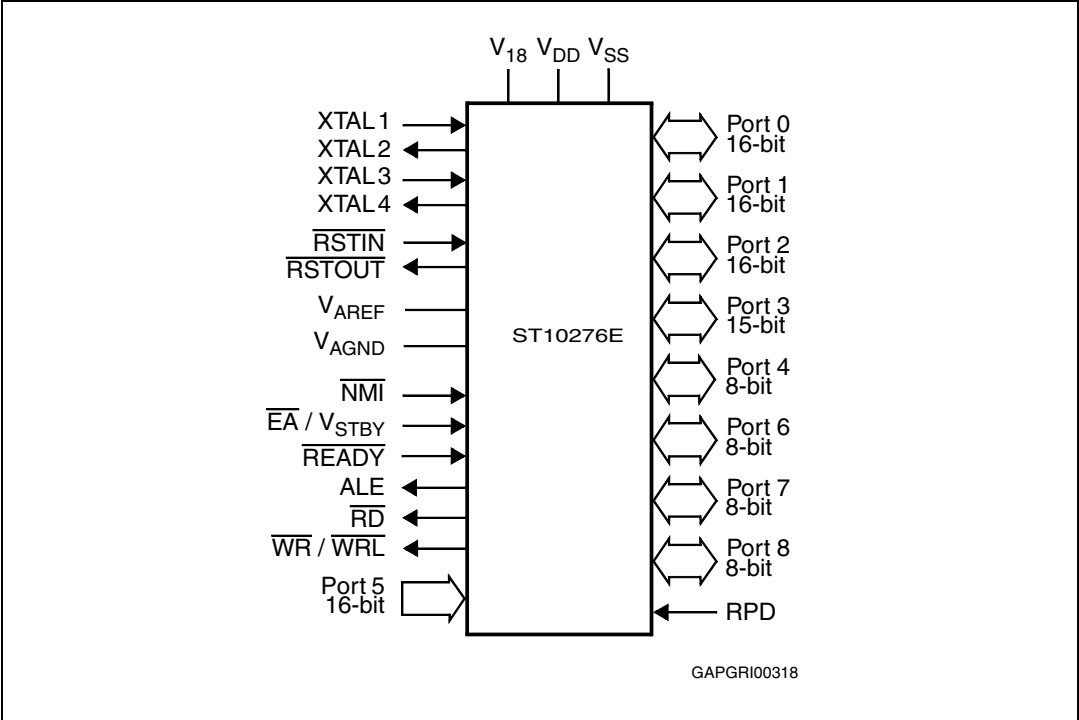 V18 VDD VSS
XTAL1
XTAL2
XTAL3
XTAL4
RSTIN
RSTOUT
VAREF
VAGND
NMI
EA / VSTBY
READY
ALE
RD
WR / WRL
Port 5
16-bit
ST10276E
Port 0
16-bit
Port 1
16-bit
Port 2
16-bit
Port 3
15-bit
Port 4
8-bit
Port 6
8-bit
Port 7
8-bit
Port 8
8-bit
RPD
GAPGRI00318